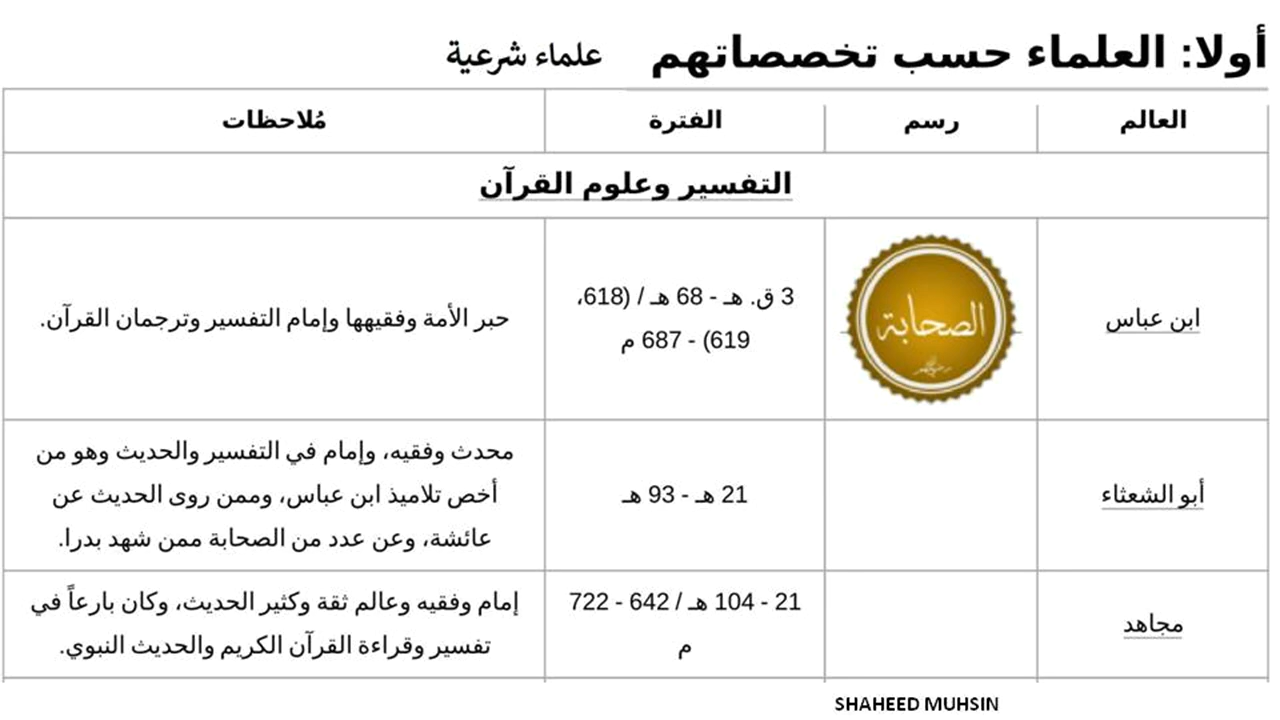 أولا: العلماء حسب تخصصاتهم علماء شرعية
العالم رسم الفترة مُلاحظات
التفسير وعلوم القرآن
ابن عباس
الصحابة
3 ق. هـ - 68 هـ / (618،
619) - 687 م
حبر الأمة وفقيهها وإمام التفسير وترجمان القرآن.
أبو الشعثاء
21 هـ - 93 هـ
محدث وفقيه، وإمام في التفسير والحديث وهو من
أخص تلاميذ ابن عباس، وممن روى الحديث عن
عائشة، وعن عدد من الصحابة ممن شهد بدرا.
مجاهد
21 - 104 هـ / 642 - 722
م
إمام وفقيه وعالم ثقة وكثير الحديث، وكان بارعاً في
تفسير وقراءة القرآن الكريم والحديث النبوي.
SHAHEED MUHSIN